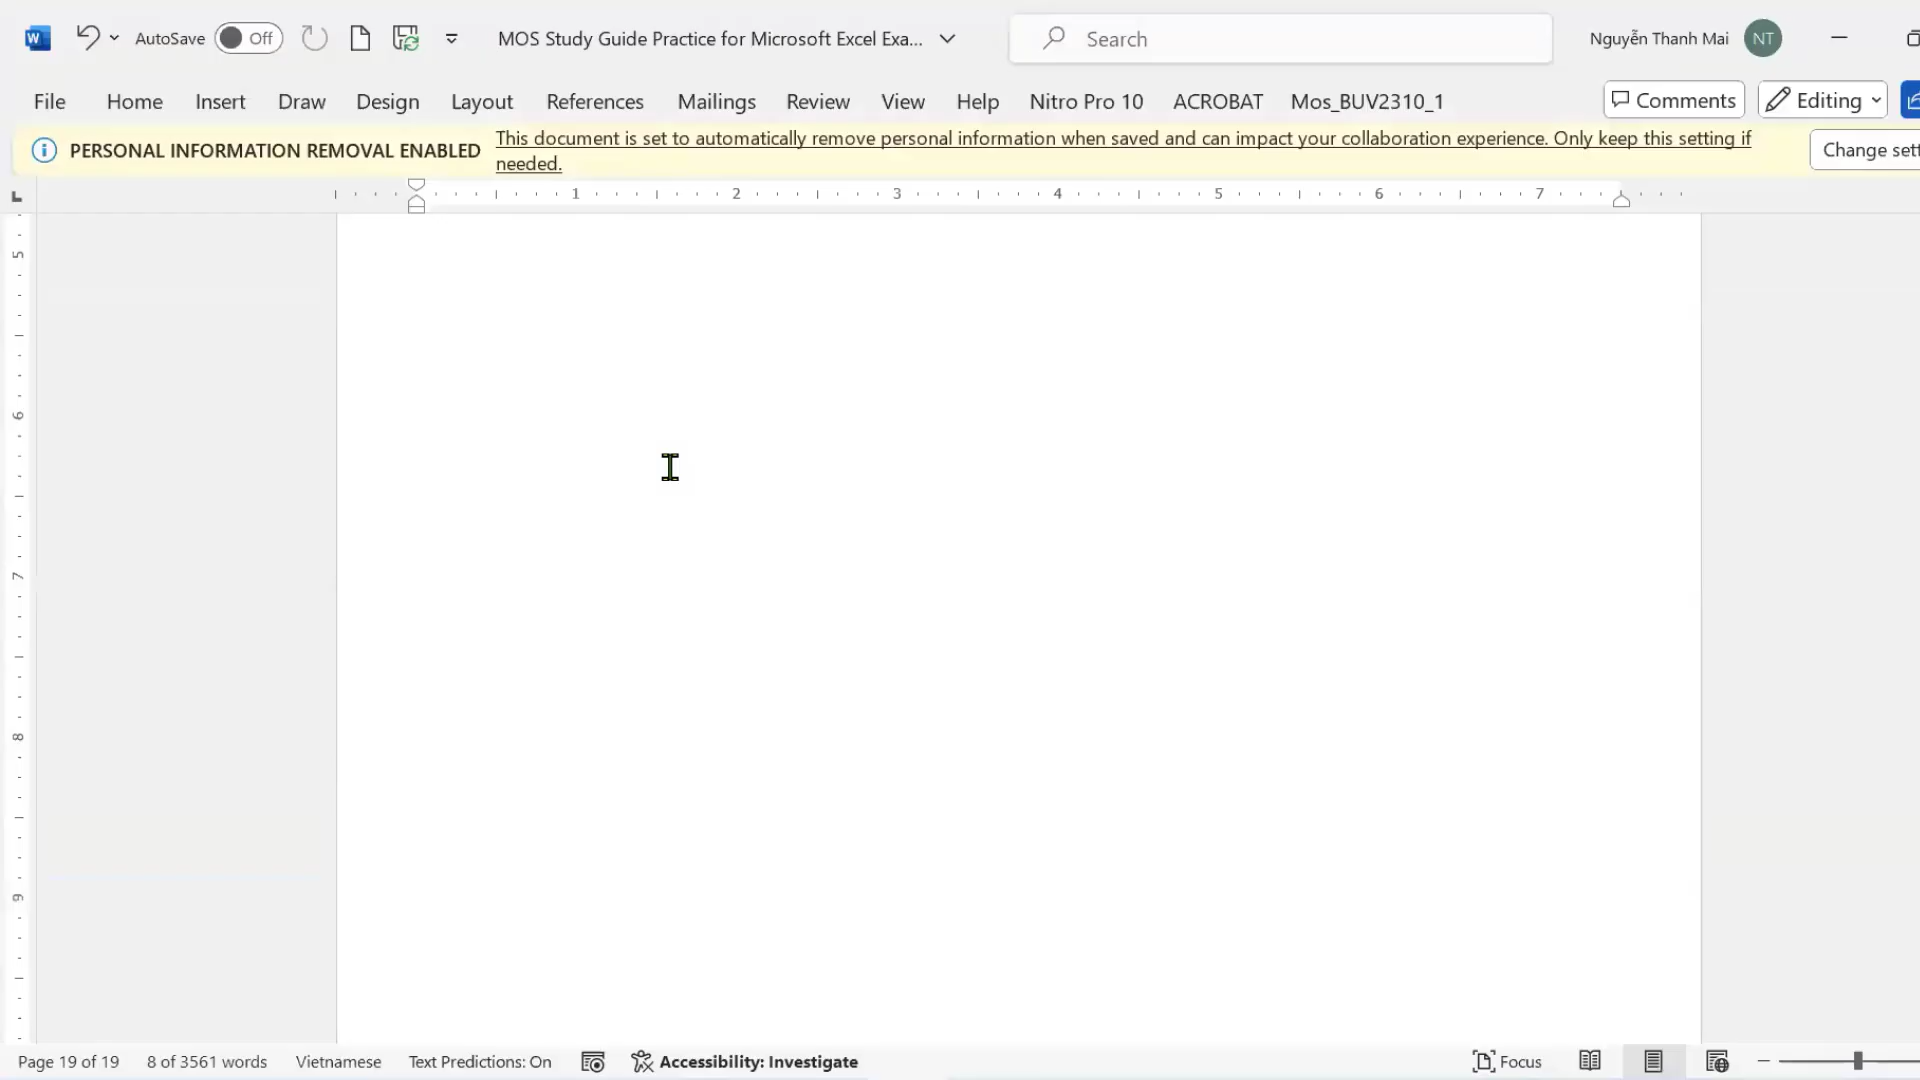 W AutoSave Off MOS Study Guide Practice for Microsoft Excel Exa... Search Nguyễn Thanh Mai NT
File Home Insert Draw Design Layout References Mailings Review View Help Nitro Pro 10 ACROBAT Mos_BUV2310_1 Comments Editing
PERSONAL INFORMATION REMOVAL ENABLED This document is set to automatically remove personal information when saved and can impact your collaboration experience. Only keep this setting if
needed. Change sett
1 2 3 4 5 6 7
5
6
7
8
9
Page 19 of 19 8 of 3561 words Vietnamese Text Predictions: On Accessibility: Investigate Focus